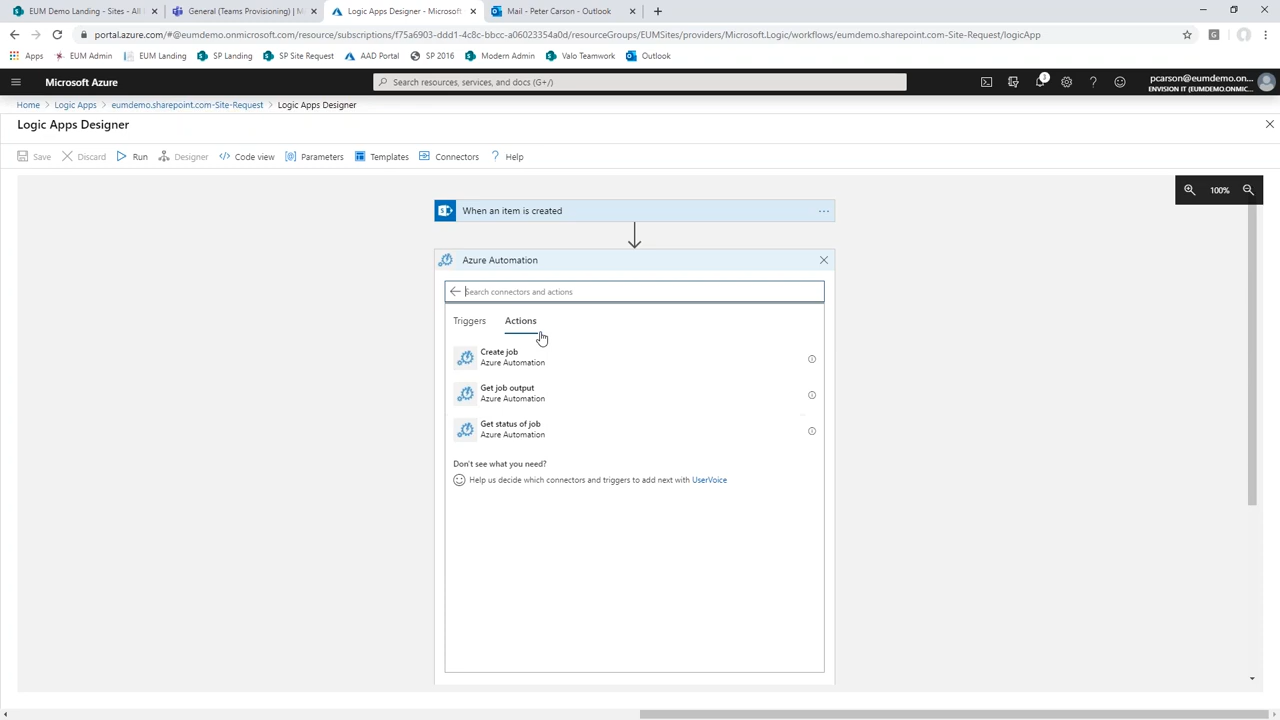 EUM Demo Landing - Sites - All
General (Teams Provisioning) | M
Logic Apps Designer - Microsoft
Mail - Peter Carson - Outlook
portal.azure.com/#@eumdemo.onmicrosoft.com/resource/subscriptions/f75a6903-ddd1-4c8c-bcc-a06023354a0d/resourceGroups/EUMSites/providers/Microsoft.Logic/workflows/eumdemo.sharepoint.com-Site-Request/logicApp
Apps EUM Admin EUM Landing SP Landing SP Site Request AAD Portal SP 2016 Modern Admin Valo Teamwork Outlook
Microsoft Azure
Search resources, services, and docs (G+/)
1
pcarson@eumdemo.on...
ENVISION IT (EUMDEMO.ONMIC...
Home Logic Apps eumdemo.sharepoint.com-Site-Request Logic Apps Designer
Logic Apps Designer
Save Discard Run Designer Code view Parameters Templates Connectors Help
100%
When an item is created
Azure Automation
Search connectors and actions
Triggers Actions
Create job
Azure Automation
Get job output
Azure Automation
Get status of job
Azure Automation
Don't see what you need?
Help us decide which connectors and triggers to add next with UserVoice